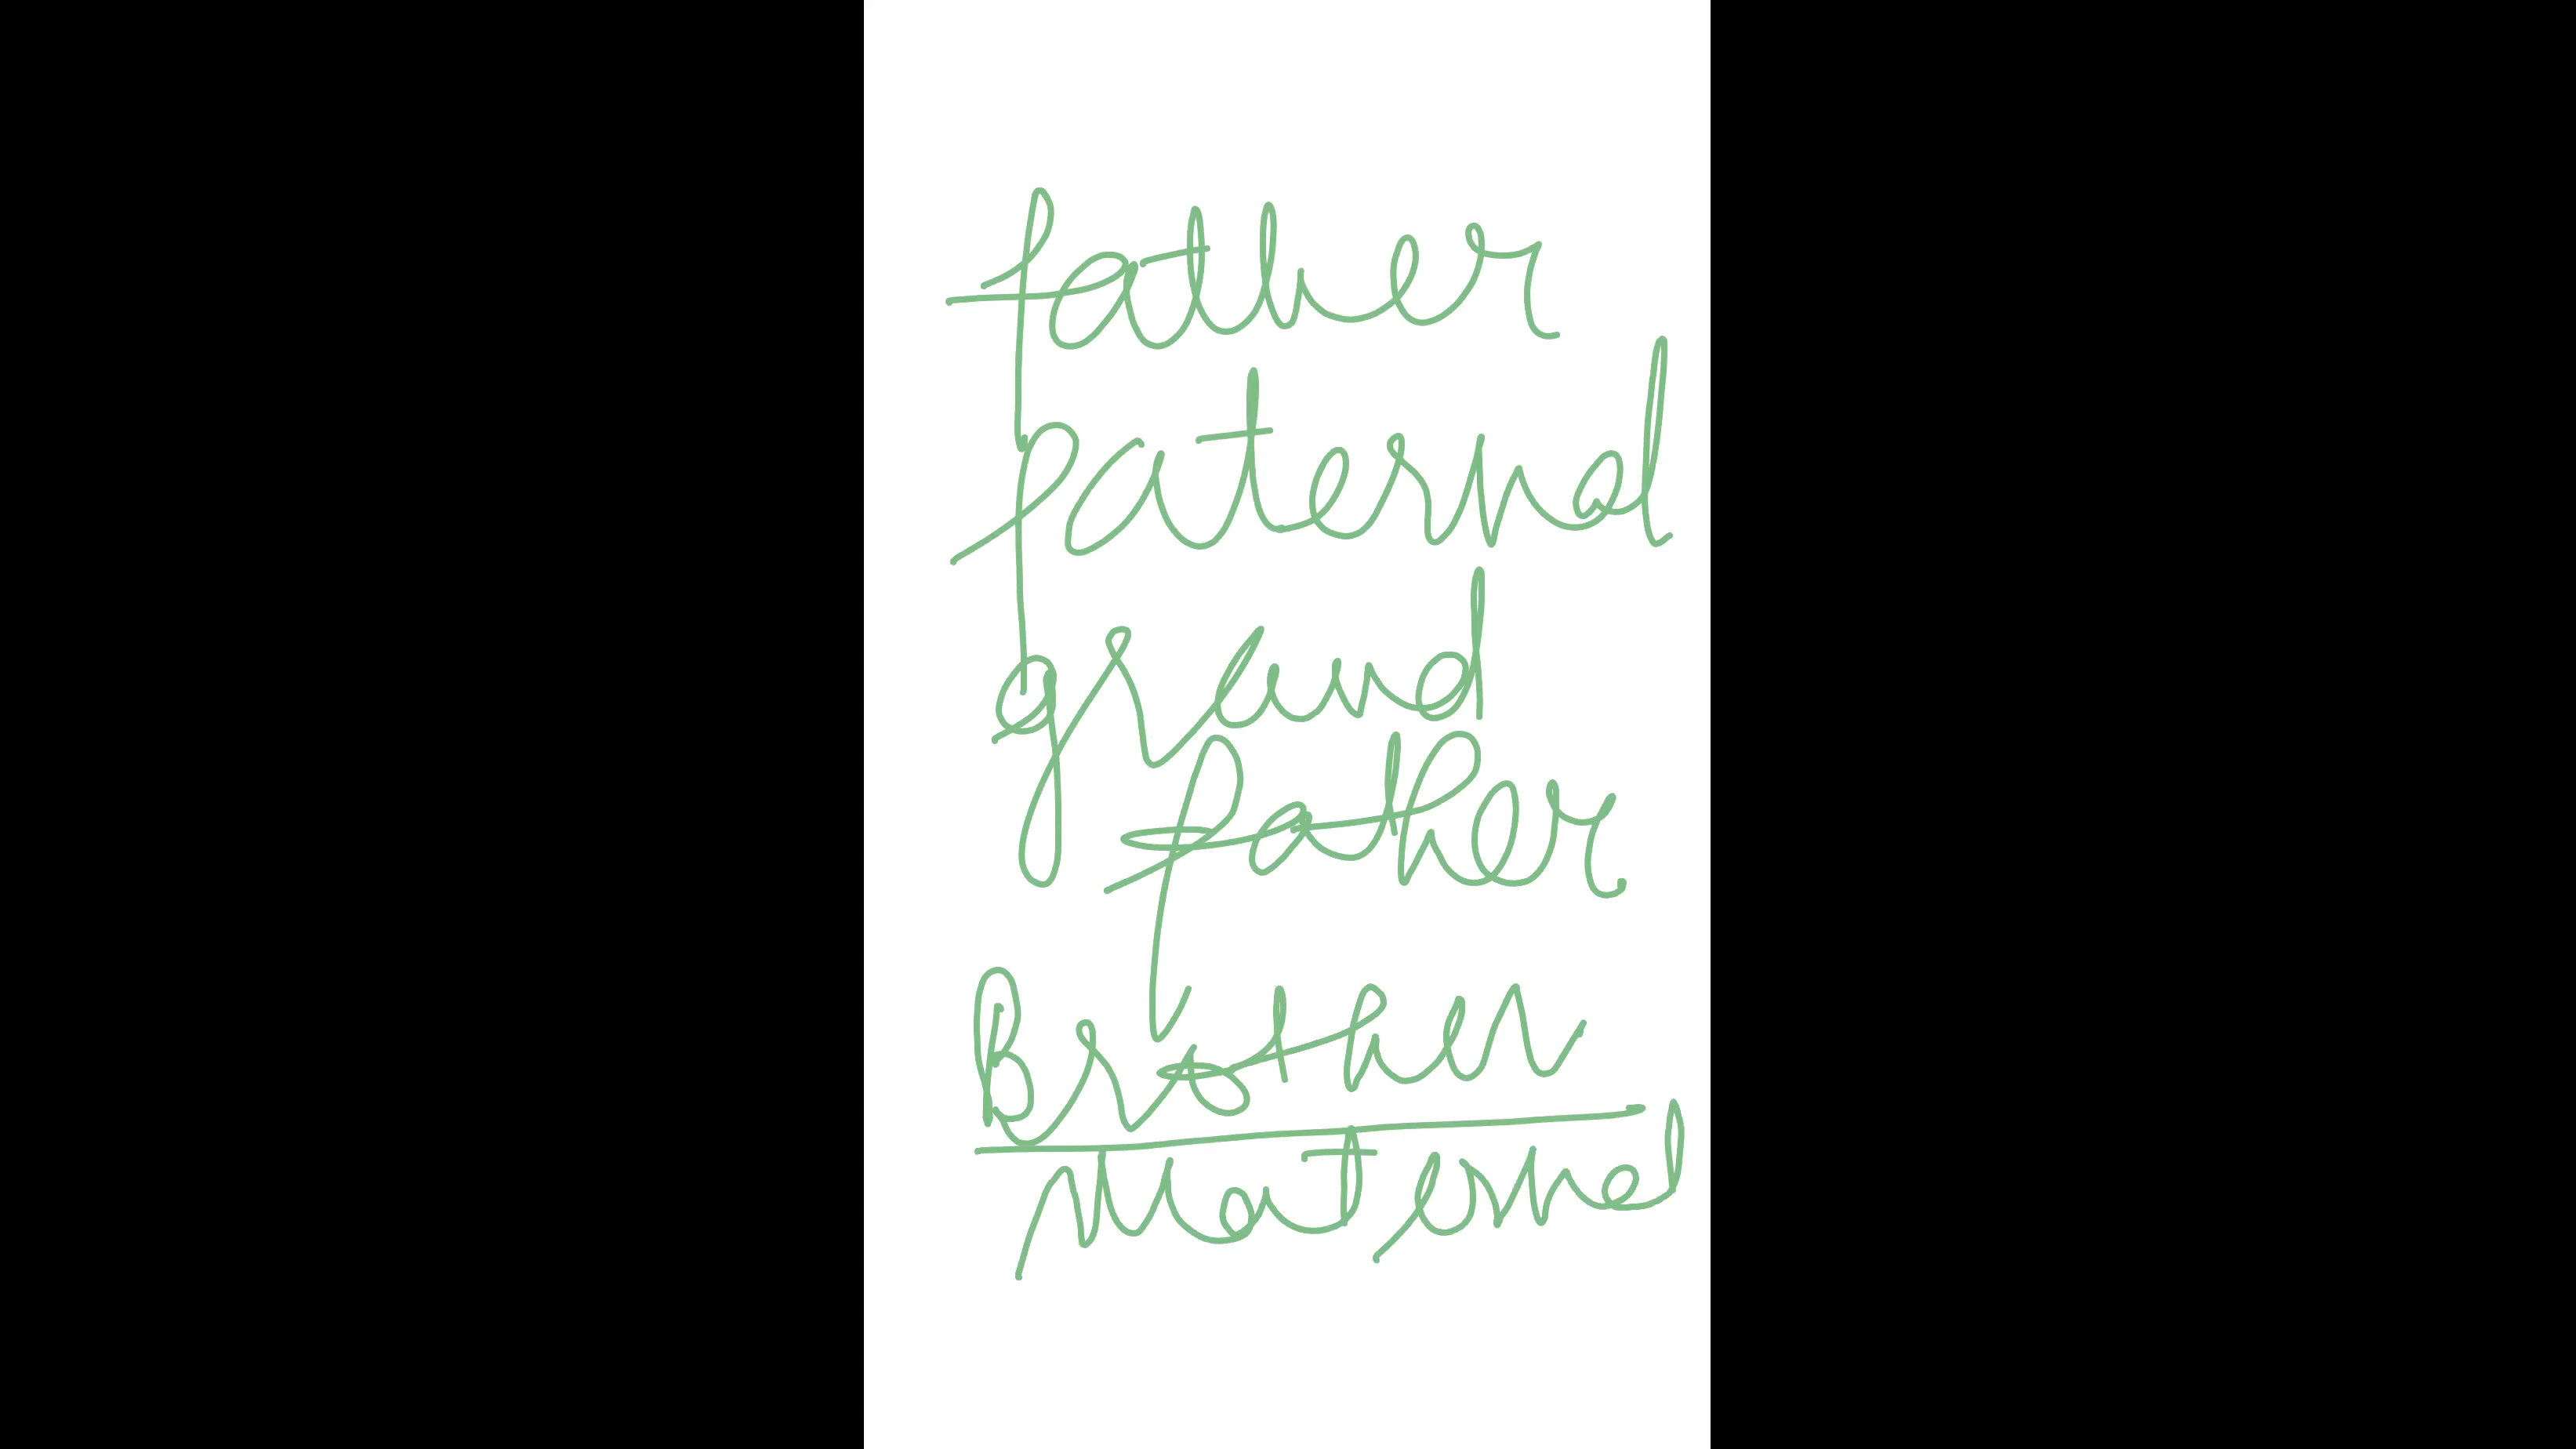 father
paternal
grand
father
Brother
Maternal